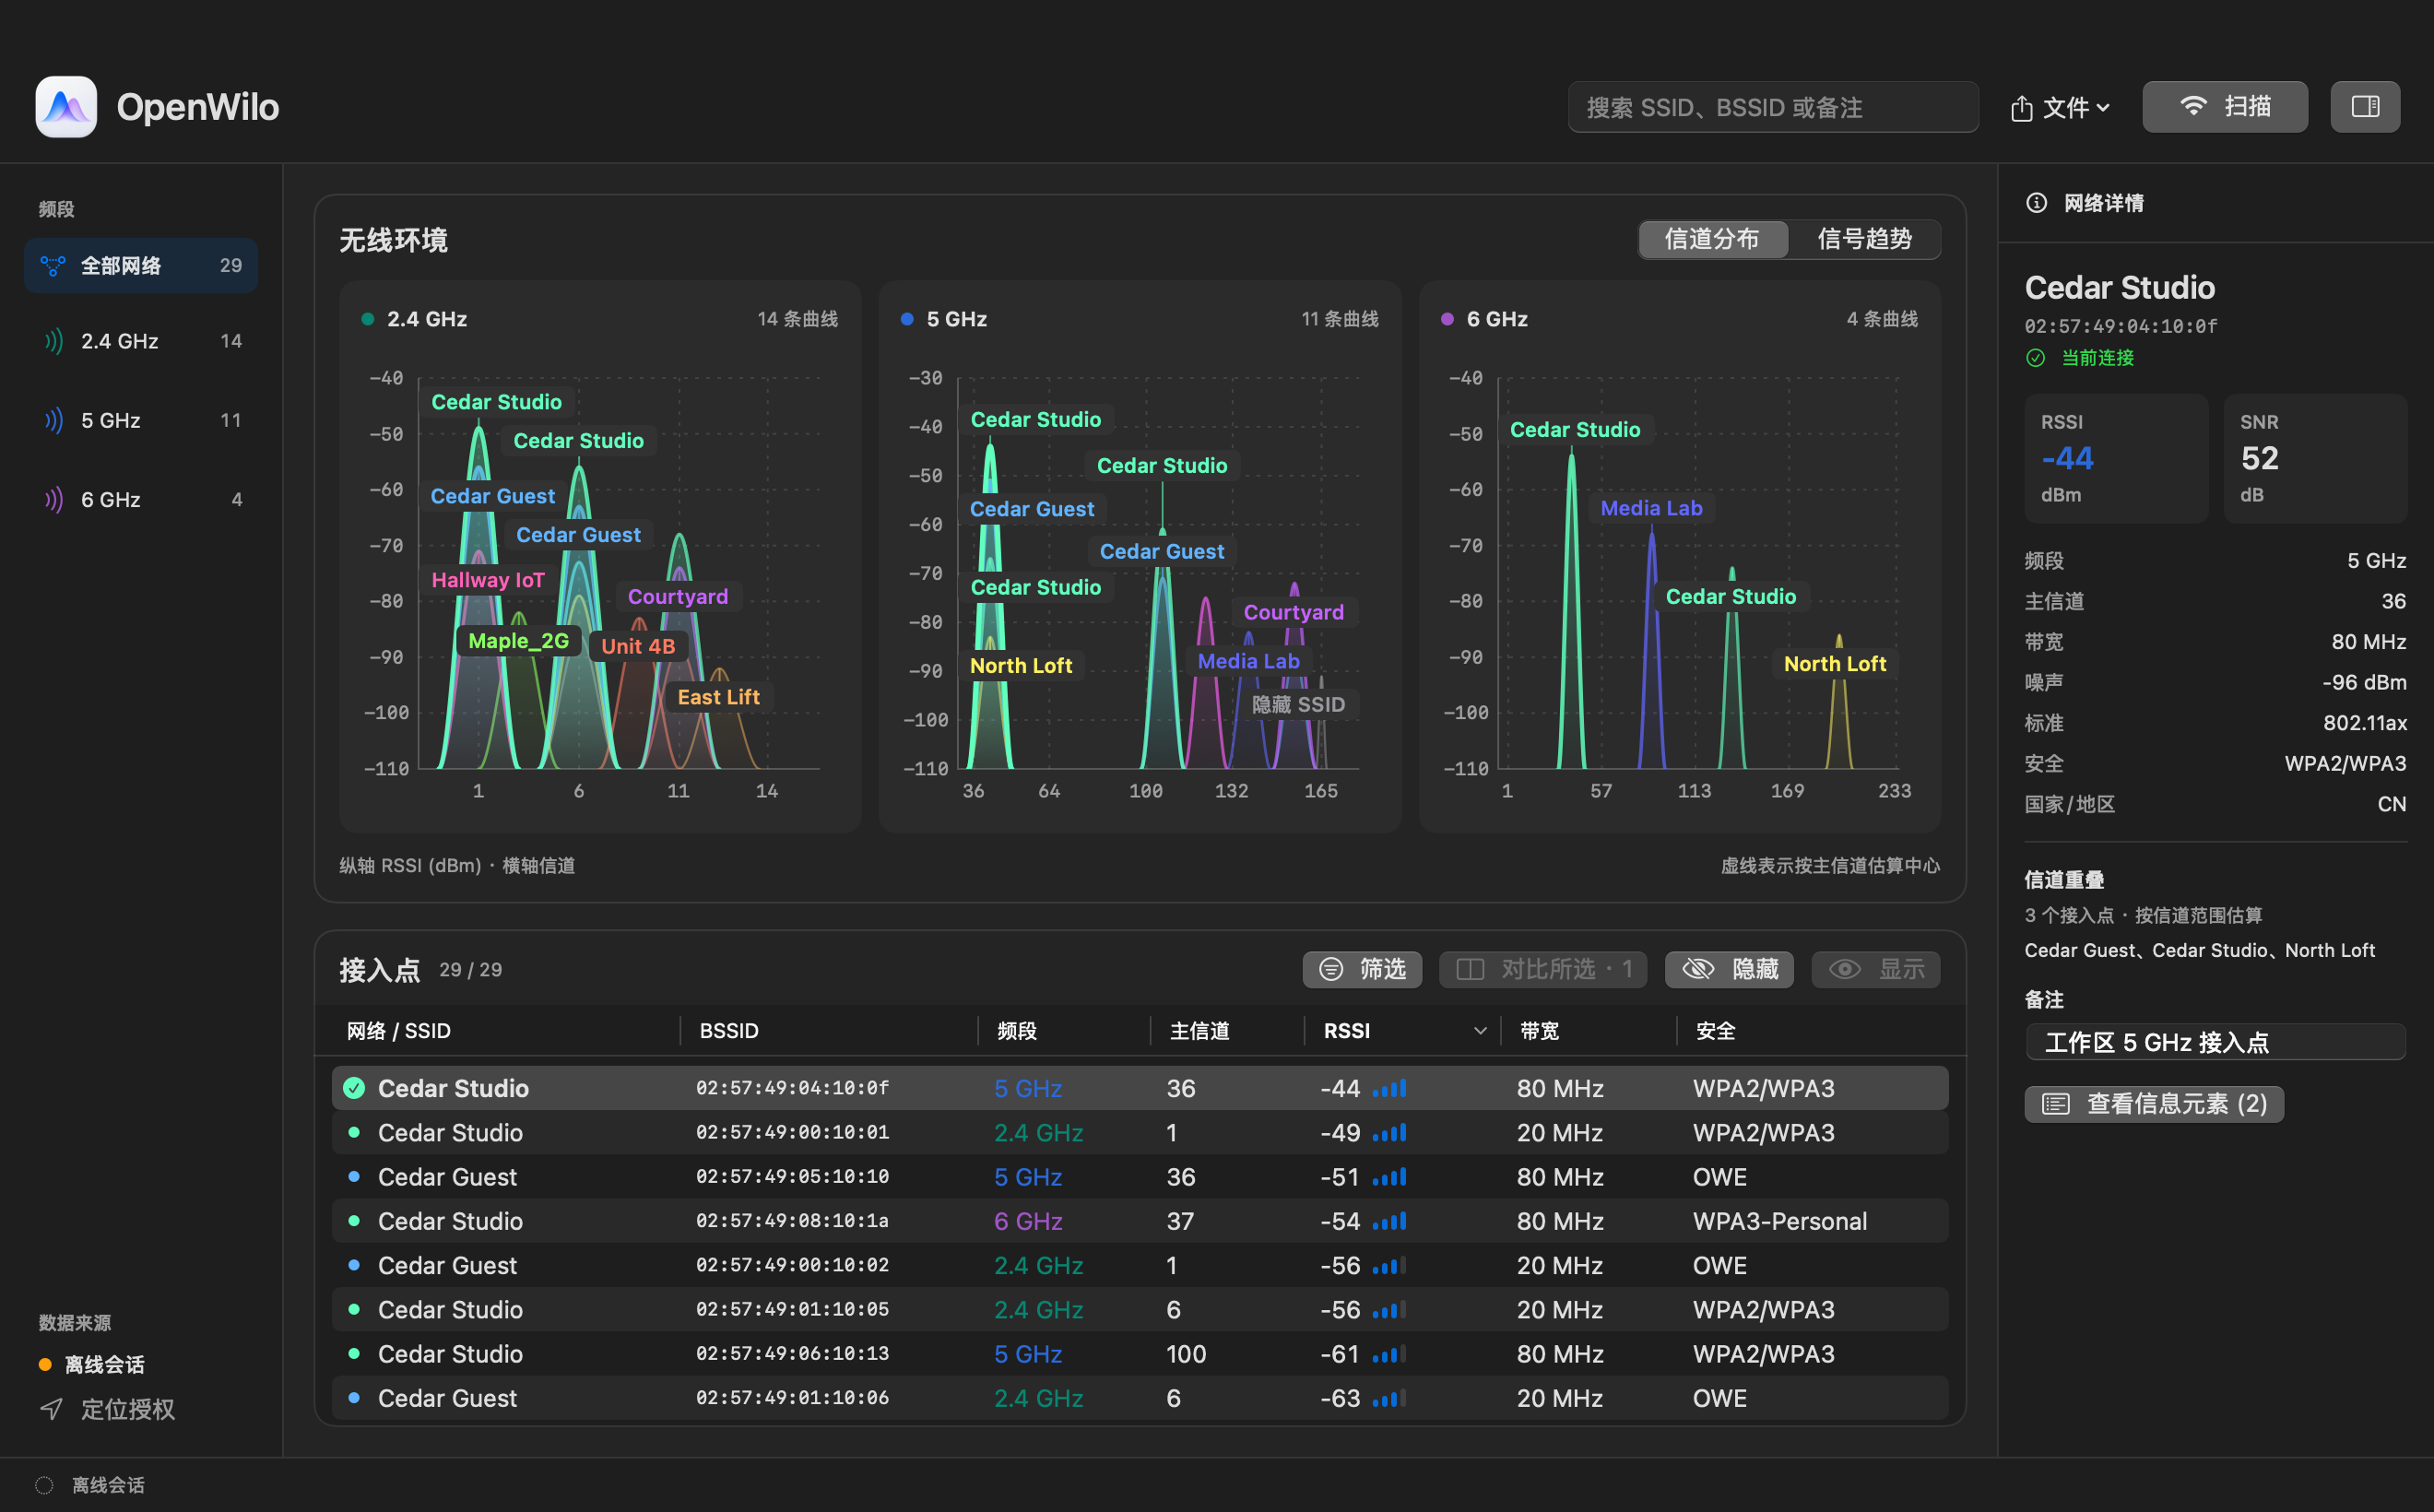 OpenWilo
搜索 SSID、BSSID 或备注
文件
扫描
频段
全部网络 29
2.4 GHz 14
5 GHz 11
6 GHz 4
数据来源
离线会话
定位授权
无线环境
信道分布 信号趋势
2.4 GHz 14 条曲线
-40
-50
-60
-70
-80
-90
-100
-110
Cedar Studio
Cedar Studio
Cedar Guest
Cedar Guest
Hallway IoT
Courtyard
Maple_2G
Unit 4B
East Lift
1 6 11 14
5 GHz 11 条曲线
-30
-40
-50
-60
-70
-80
-90
-100
-110
Cedar Studio
Cedar Studio
Cedar Guest
Cedar Guest
Cedar Studio
Courtyard
Media Lab
North Loft
隐藏 SSID
36 64 100 132 165
6 GHz 4 条曲线
-40
-50
-60
-70
-80
-90
-100
-110
Cedar Studio
Media Lab
Cedar Studio
North Loft
1 57 113 169 233
纵轴 RSSI (dBm) · 横轴信道
虚线表示按主信道估算中心
接入点 29 / 29
筛选 对比所选 · 1 隐藏 显示
网络 / SSID BSSID 频段 主信道 RSSI 带宽 安全
Cedar Studio 02:57:49:04:10:0f 5 GHz 36 -44 80 MHz WPA2/WPA3
Cedar Studio 02:57:49:00:10:01 2.4 GHz 1 -49 20 MHz WPA2/WPA3
Cedar Guest 02:57:49:05:10:10 5 GHz 36 -51 80 MHz OWE
Cedar Studio 02:57:49:08:10:1a 6 GHz 37 -54 80 MHz WPA3-Personal
Cedar Guest 02:57:49:00:10:02 2.4 GHz 1 -56 20 MHz OWE
Cedar Studio 02:57:49:01:10:05 2.4 GHz 6 -56 20 MHz WPA2/WPA3
Cedar Studio 02:57:49:06:10:13 5 GHz 100 -61 80 MHz WPA2/WPA3
Cedar Guest 02:57:49:01:10:06 2.4 GHz 6 -63 20 MHz OWE
网络详情
Cedar Studio
02:57:49:04:10:0f
当前连接
RSSI
-44
dBm
SNR
52
dB
频段 5 GHz
主信道 36
带宽 80 MHz
噪声 -96 dBm
标准 802.11ax
安全 WPA2/WPA3
国家/地区 CN
信道重叠
3 个接入点 · 按信道范围估算
Cedar Guest、Cedar Studio、North Loft
备注
工作区 5 GHz 接入点
查看信息元素 (2)
离线会话